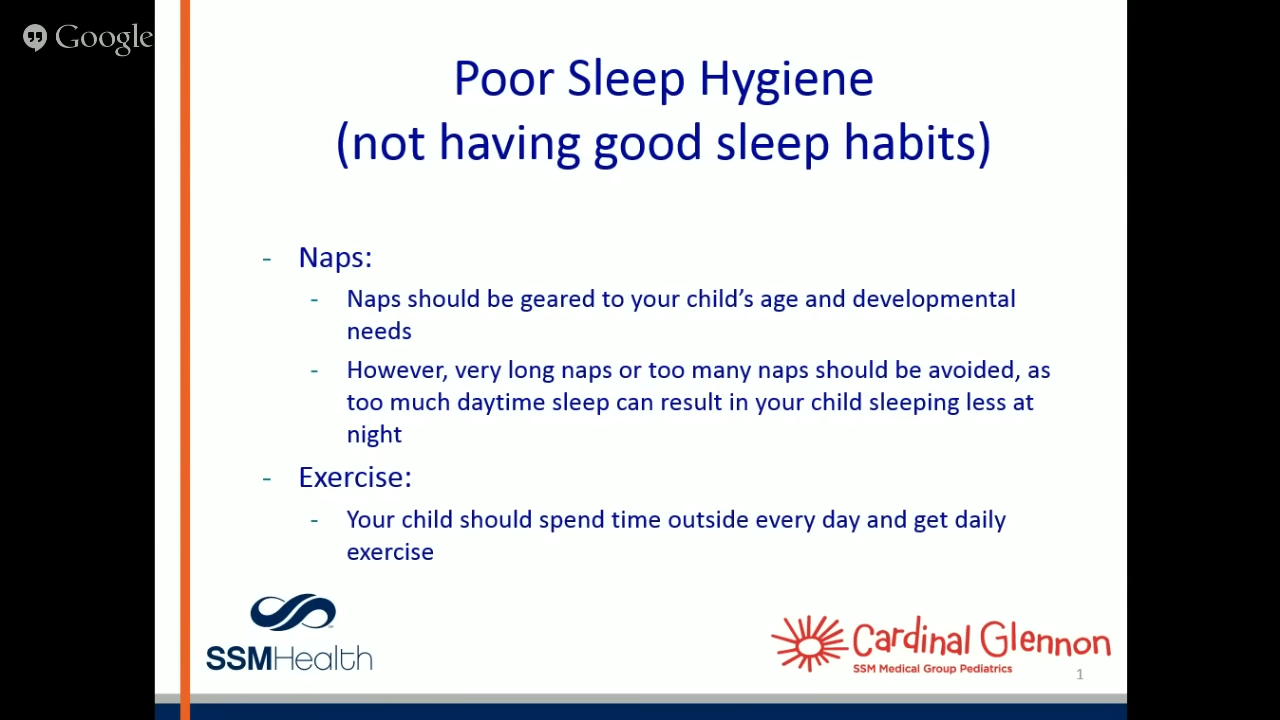 Google
Poor Sleep Hygiene
(not having good sleep habits)
- Naps:
- Naps should be geared to your child’s age and developmental
needs
- However, very long naps or too many naps should be avoided, as
too much daytime sleep can result in your child sleeping less at
night
- Exercise:
- Your child should spend time outside every day and get daily
exercise
SSMHealth
Cardinal Glennon
SSM Medical Group Pediatrics
1